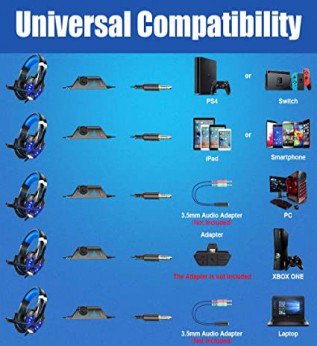 Universal Compatibility
PS4
or
Switch
iPad
or
Smartphone
3.5mm Audio Adapter
(Not Included)
PC
Adapter
The Adapter is not included
XBOX ONE
3.5mm Audio Adapter
(Not Included)
Laptop